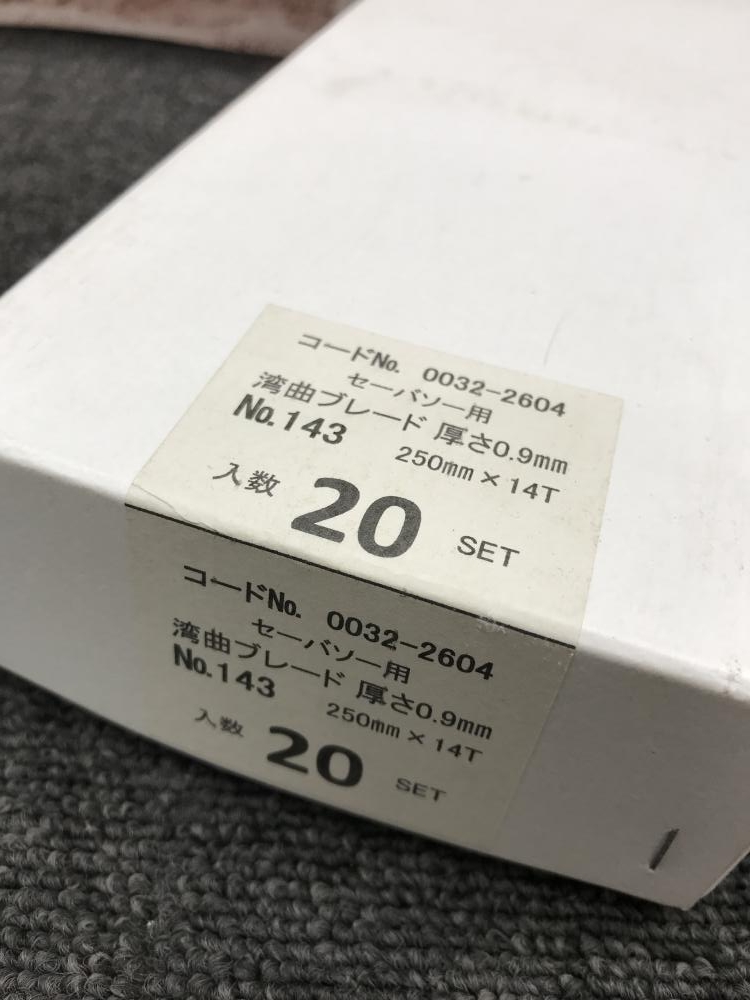 コードNo. 0032-2604
セーバソー用
湾曲ブレード 厚さ0.9mm
No.143 250mm×14T
入数 20 SET
コードNo. 0032-2604
セーバソー用
湾曲ブレード 厚さ0.9mm
No.143 250mm×14T
入数 20 SET